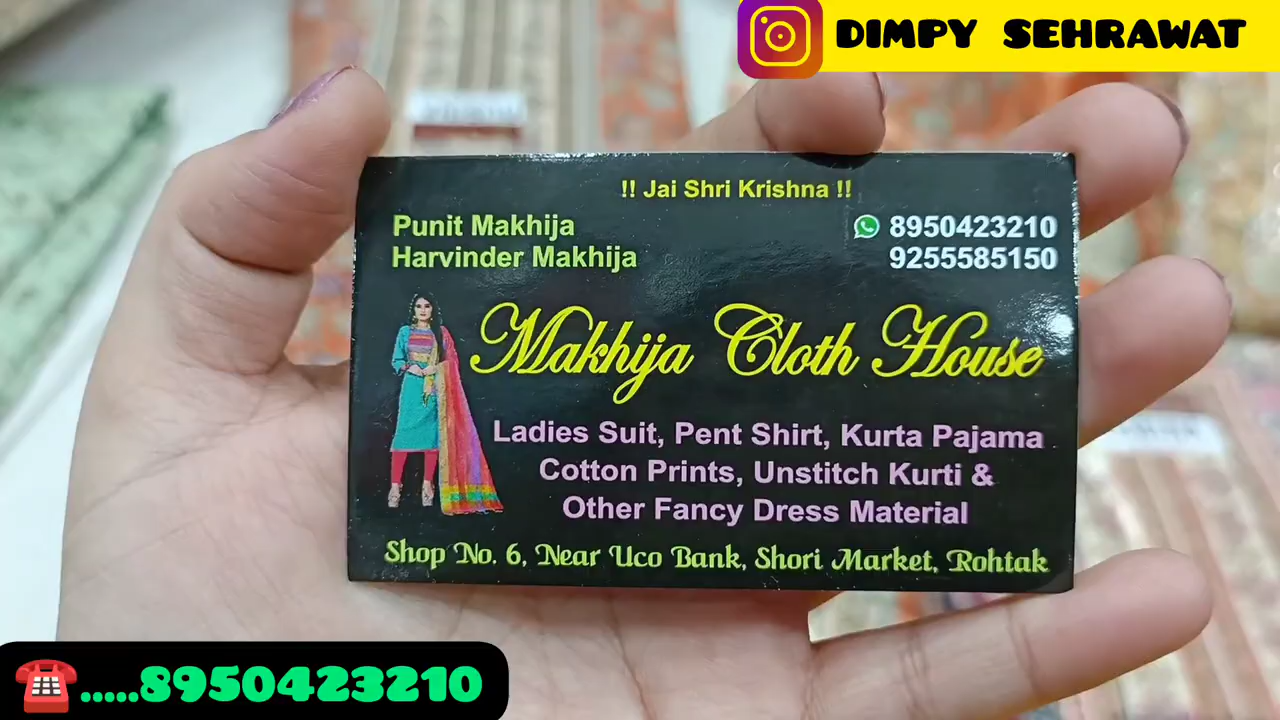 DIMPY SEHRAWAT
!! Jai Shri Krishna !!
Punit Makhija
Harvinder Makhija
8950423210
9255585150
Makhija Cloth House
Ladies Suit, Pent Shirt, Kurta Pajama
Cotton Prints, Unstitch Kurti &
Other Fancy Dress Material
Shop No. 6, Near Uco Bank, Shori Market, Rohtak
.....8950423210